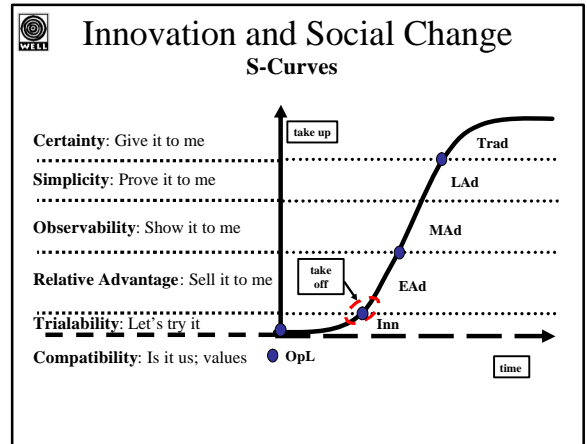 WELL
Innovation and Social Change
S-Curves
take up
Certainty: Give it to me
Trad
Simplicity: Prove it to me
LAd
Observability: Show it to me
MAd
take
off
Relative Advantage: Sell it to me
EAd
Trialability: Let's try it
Inn
Compatibility: Is it us; values
OpL
time